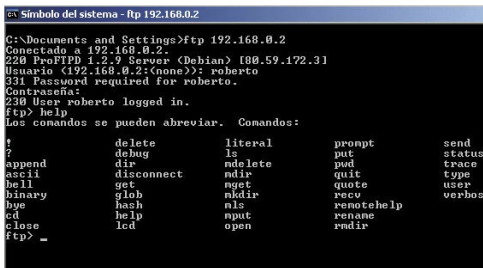 Símbolo del sistema - ftp 192.168.0.2
C:\Documents and Settings>ftp 192.168.0.2
Conectado a 192.168.0.2.
220 ProFTPD 1.2.9 Server (Debian) [80.59.172.3]
Usuario (192.168.0.2:(none)): roberto
331 Password required for roberto.
Contraseña:
230 User roberto logged in.
ftp> help
Los comandos se pueden abreviar.  Comandos:
! delete literal prompt send
? debug ls put status
append dir mdelete pwd trace
ascii disconnect mdir quit type
bell get mget quote user
binary glob mkdir recv verbos
bye hash mls remotehelp
cd help mput rename
close lcd open rmdir
ftp> _